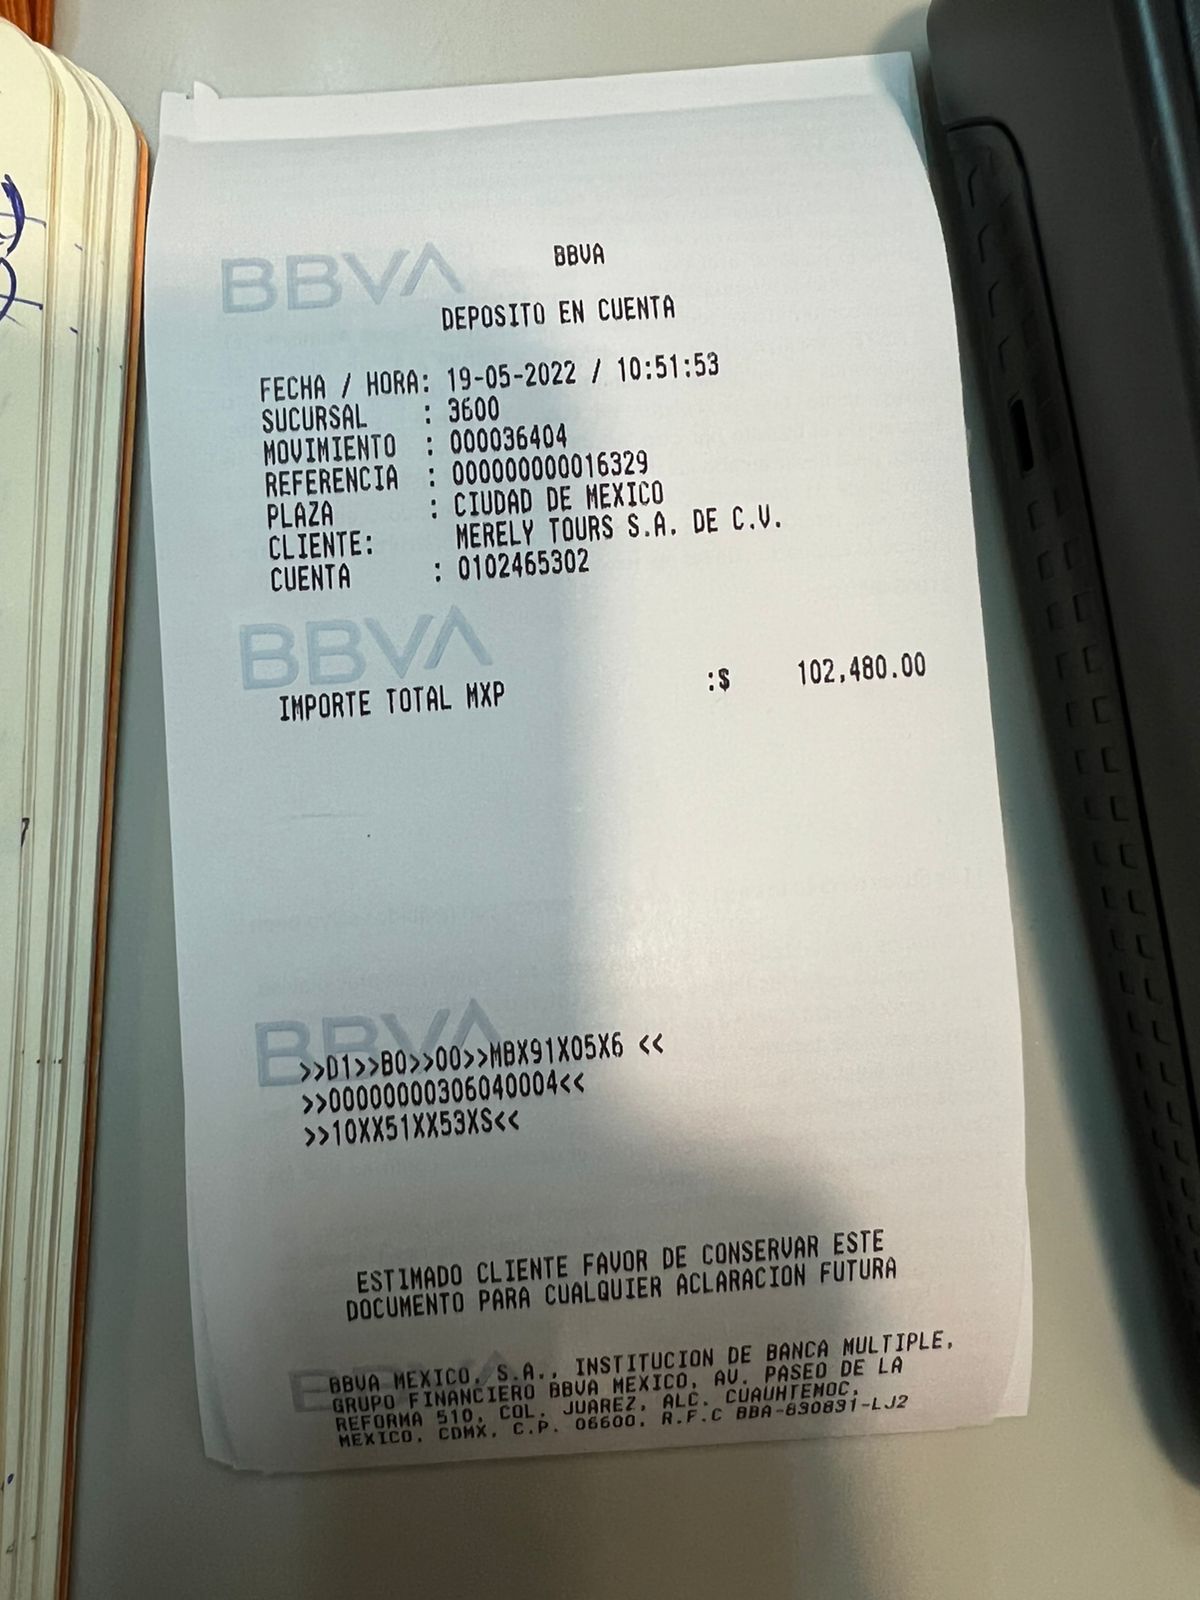 BBVA BBVA
DEPOSITO EN CUENTA
FECHA / HORA: 19-05-2022 / 10:51:53
SUCURSAL : 3600
MOVIMIENTO : 000036404
REFERENCIA : 000000000016329
PLAZA : CIUDAD DE MEXICO
CLIENTE: MERELY TOURS S.A. DE C.V.
CUENTA : 0102465302
BBVA
IMPORTE TOTAL MXP :$ 102,480.00
BBVA
>>D1>>B0>>00>>MBX91X05X6 <<
>>00000000306040004<<
>>10XX51XX53XS<<
ESTIMADO CLIENTE FAVOR DE CONSERVAR ESTE
DOCUMENTO PARA CUALQUIER ACLARACION FUTURA
BBVA
BBVA MEXICO, S.A., INSTITUCION DE BANCA MULTIPLE,
GRUPO FINANCIERO BBVA MEXICO, AV. PASEO DE LA
REFORMA 510, COL. JUAREZ, ALC. CUAUHTEMOC,
MEXICO, CDMX, C.P. 06600, R.F.C BBA-830831-LJ2